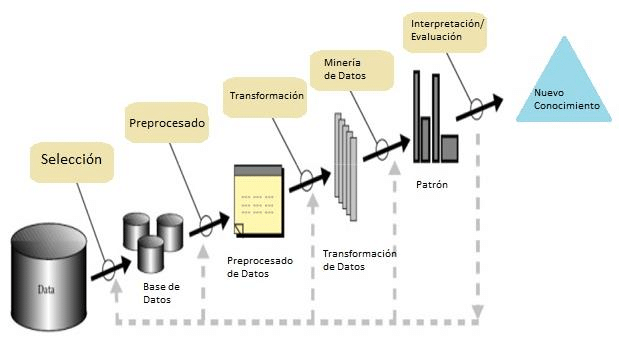 Interpretación/
Evaluación
Minería
de Datos
Transformación
Preprocesado
Selección
Nuevo
Conocimiento
Patrón
Transformación
de Datos
Preprocesado
de Datos
Base de
Datos
Data